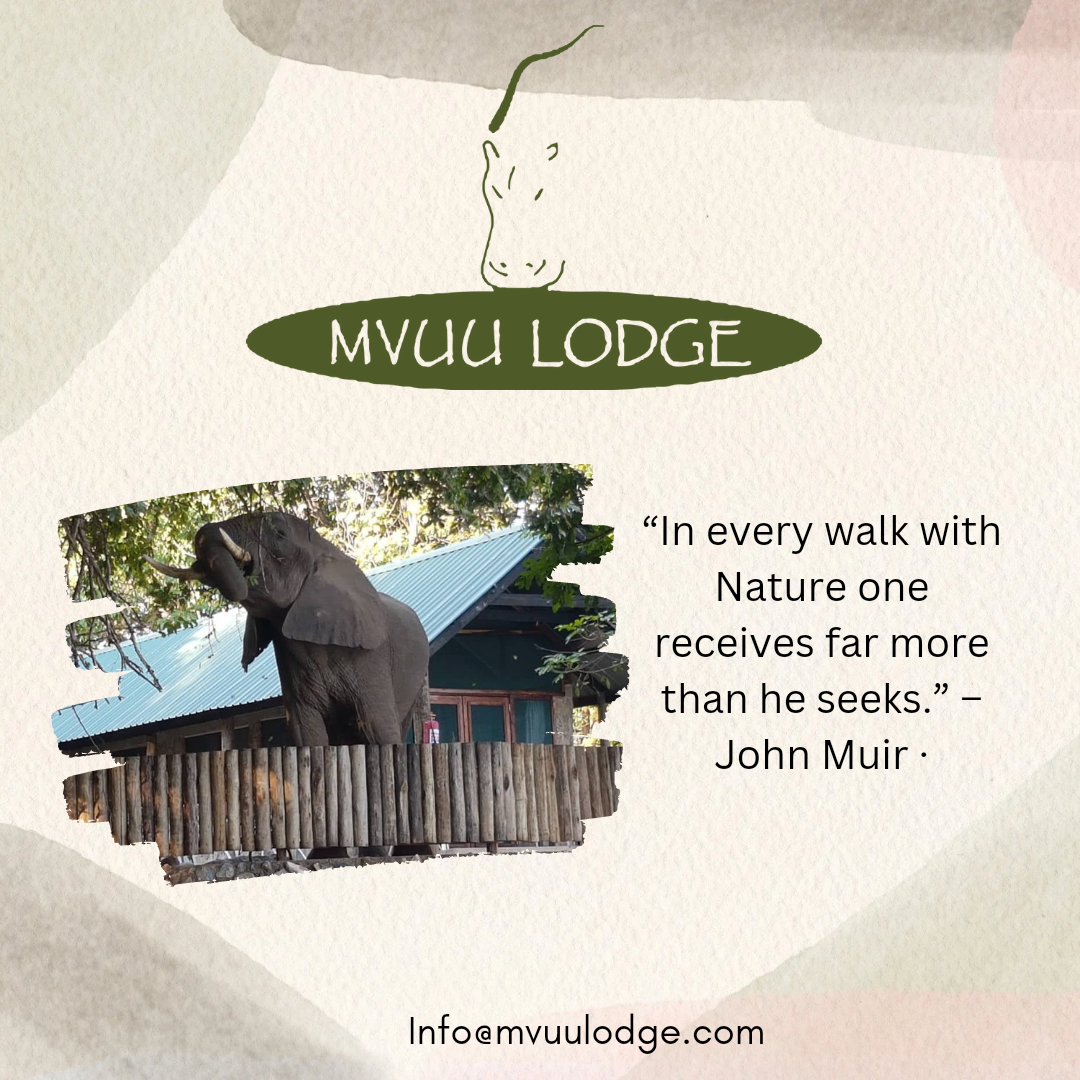 MVUU LODGE
“In every walk with
Nature one
receives far more
than he seeks.” –
John Muir ·
Info@mvuulodge.com